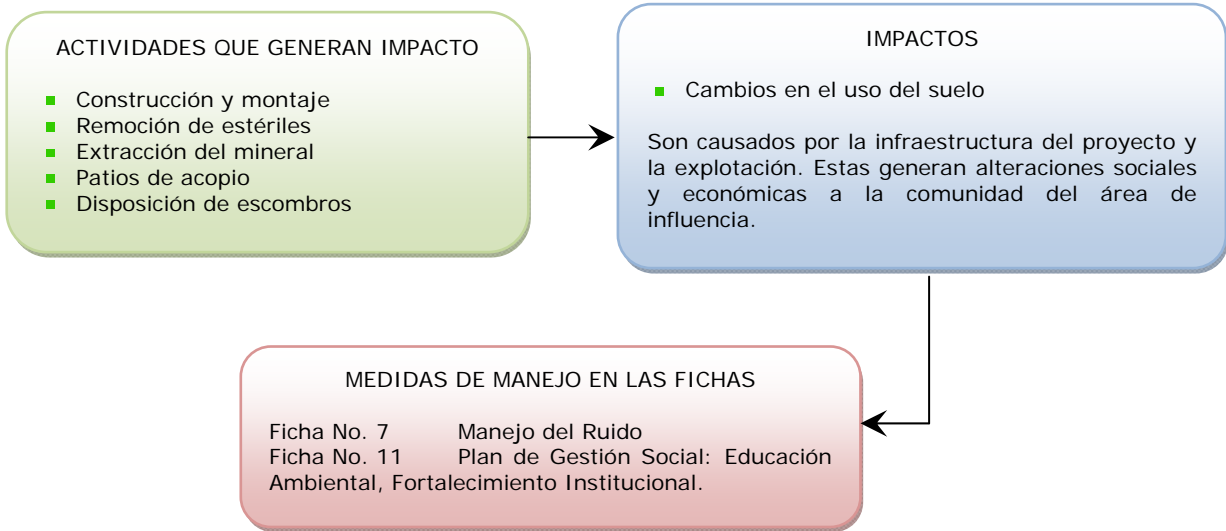 ACTIVIDADES QUE GENERAN IMPACTO
Construcción y montaje
Remoción de estériles
Extracción del mineral
Patios de acopio
Disposición de escombros
IMPACTOS
Cambios en el uso del suelo
Son causados por la infraestructura del proyecto y
la explotación. Estas generan alteraciones sociales
y económicas a la comunidad del área de
influencia.
MEDIDAS DE MANEJO EN LAS FICHAS
Ficha No. 7 Manejo del Ruido
Ficha No. 11 Plan de Gestión Social: Educación
Ambiental, Fortalecimiento Institucional.